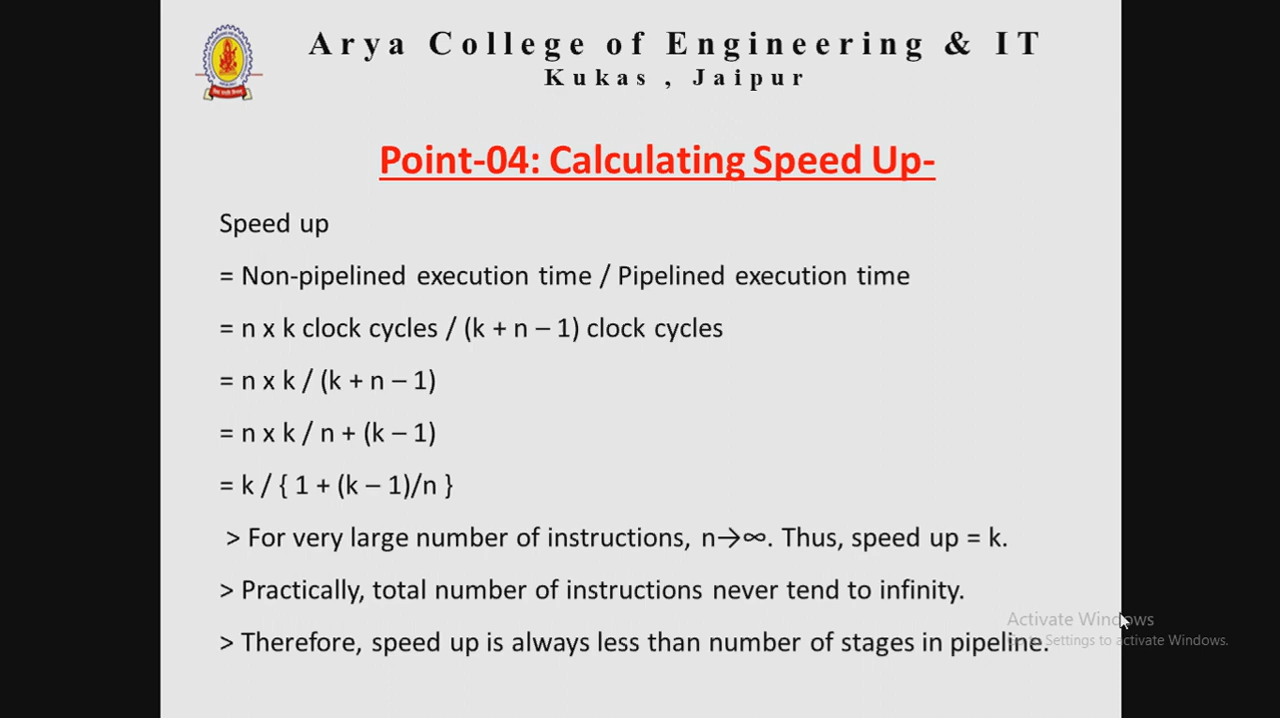 Arya College of Engineering & IT
Kukas , Jaipur
Point-04: Calculating Speed Up-
Speed up
= Non-pipelined execution time / Pipelined execution time
= n x k clock cycles / (k + n – 1) clock cycles
= n x k / (k + n – 1)
= n x k / n + (k – 1)
= k / { 1 + (k – 1)/n }
> For very large number of instructions, n→∞. Thus, speed up = k.
> Practically, total number of instructions never tend to infinity.
Activate Windows
> Therefore, speed up is always less than number of stages in pipeline.
to Settings to activate Windows.